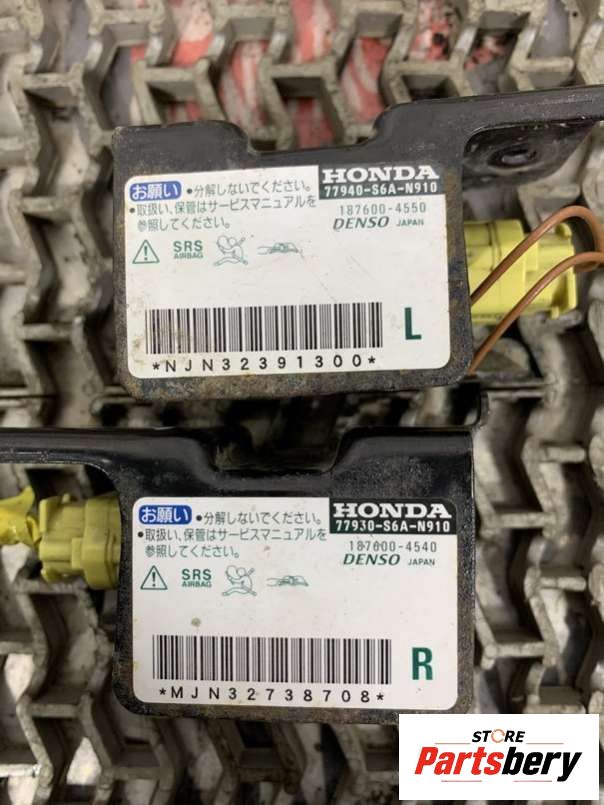 HONDA
77940-S6A-N910
お願い
•分解しないでください。
•取扱い、保管はサービスマニュアルを
参照してください。
187600-4550
DENSO JAPAN
SRS
AIRBAG
L
*NJN32391300*
HONDA
77930-S6A-N910
お願い
•分解しないでください。
•取扱い、保管はサービスマニュアルを
参照してください。
187600-4540
DENSO JAPAN
SRS
AIRBAG
R
*MJN32738708*
STORE
Partsbery